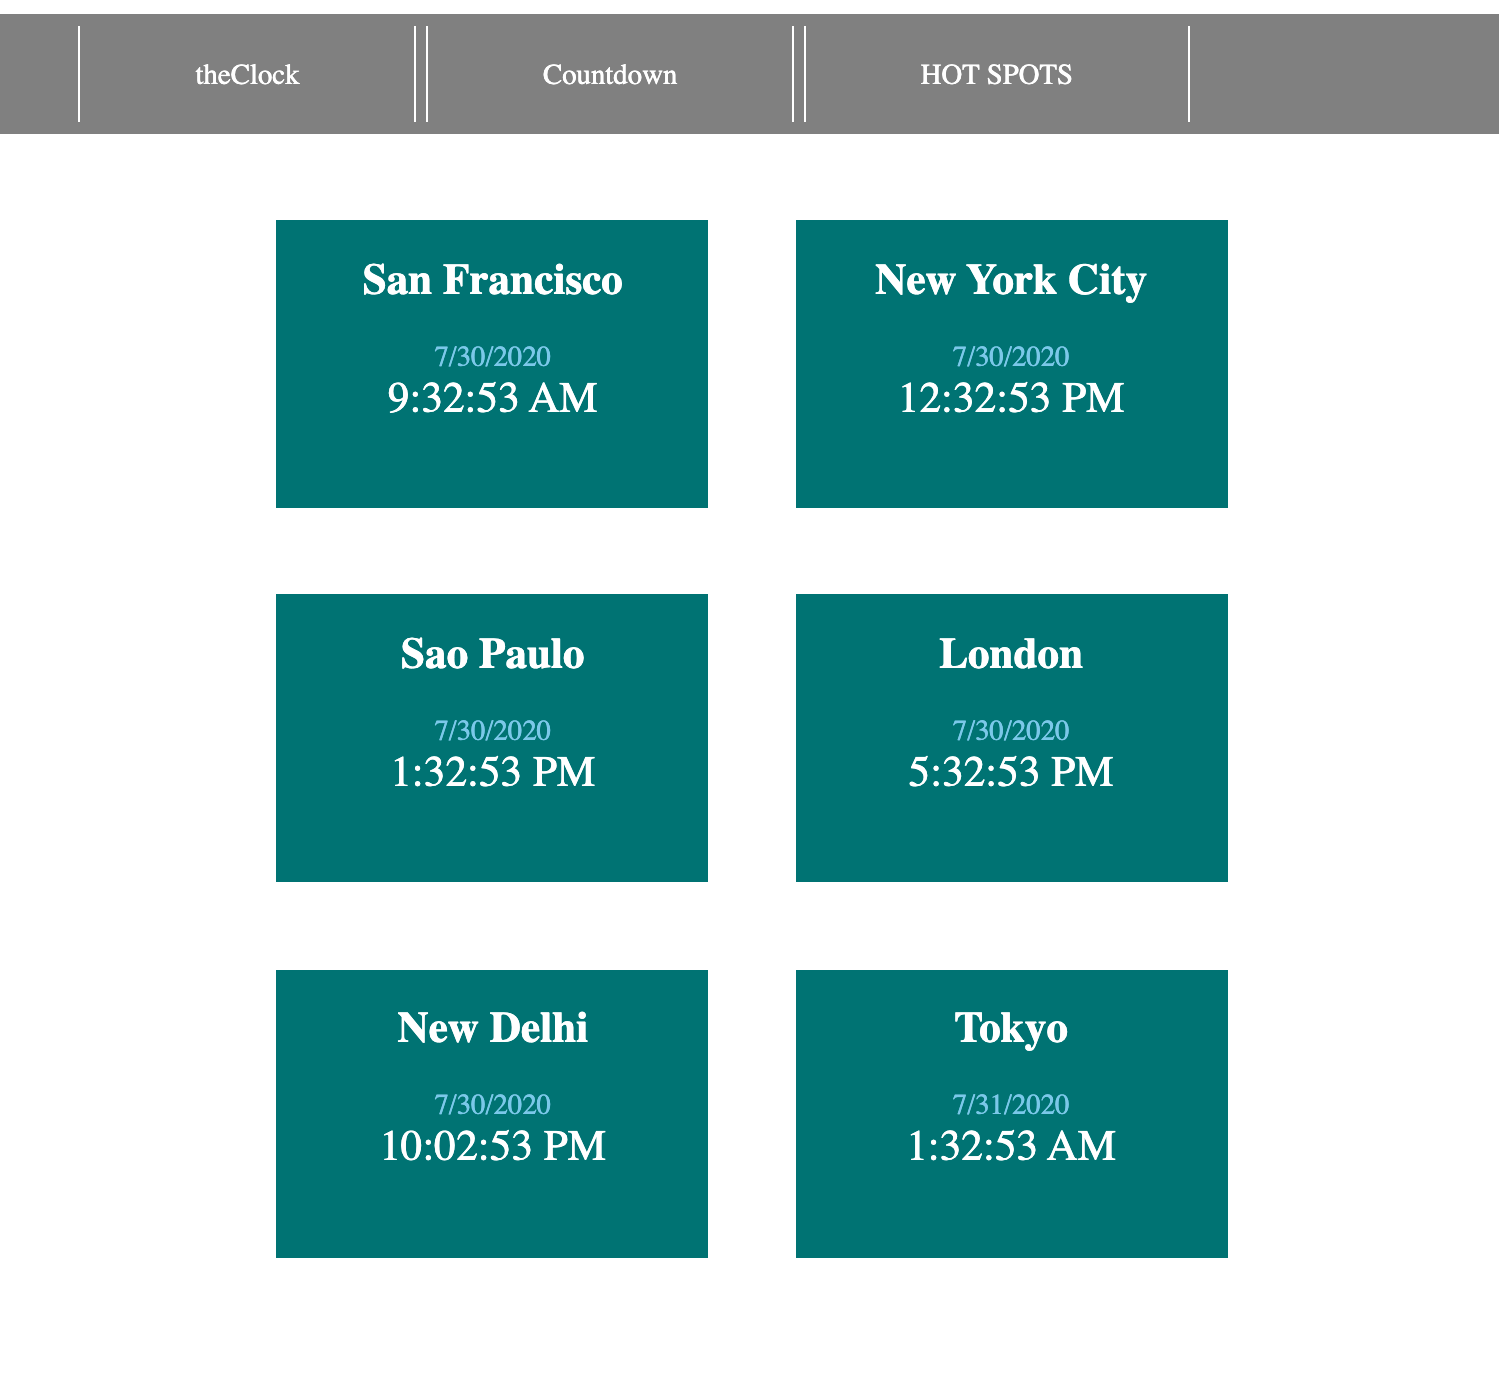 theClock
Countdown
HOT SPOTS
San Francisco
7/30/2020
9:32:53 AM
New York City
7/30/2020
12:32:53 PM
Sao Paulo
7/30/2020
1:32:53 PM
London
7/30/2020
5:32:53 PM
New Delhi
7/30/2020
10:02:53 PM
Tokyo
7/31/2020
1:32:53 AM